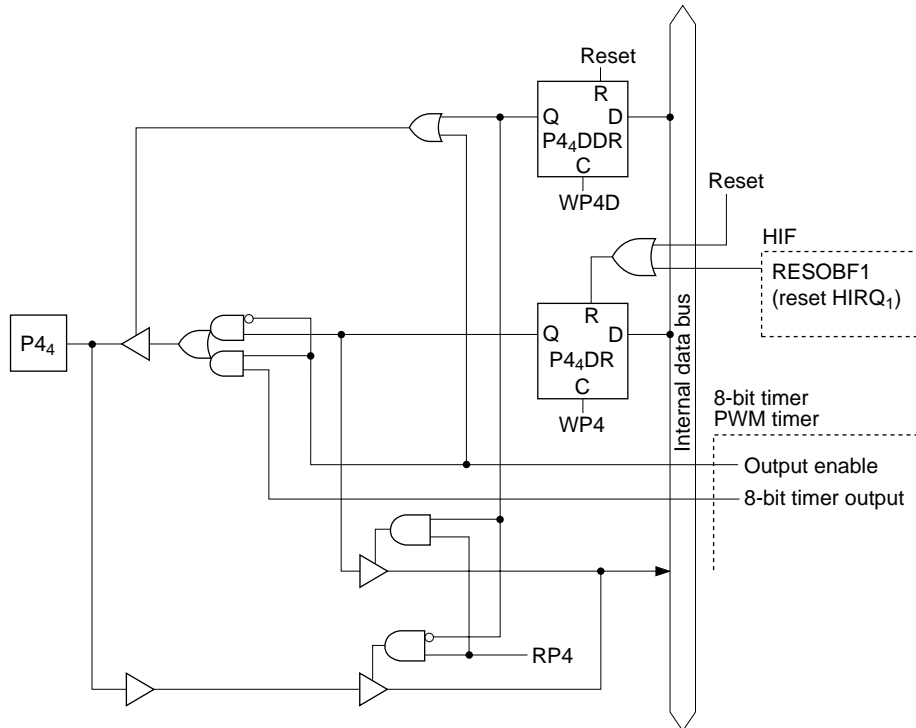 Reset
R
Q D
P4₄DDR
C
WP4D
Reset
HIF
RESOBF1
(reset HIRQ₁)
R
Q D
P4₄DR
C
WP4
P4₄
Internal data bus
8-bit timer
PWM timer
Output enable
8-bit timer output
RP4